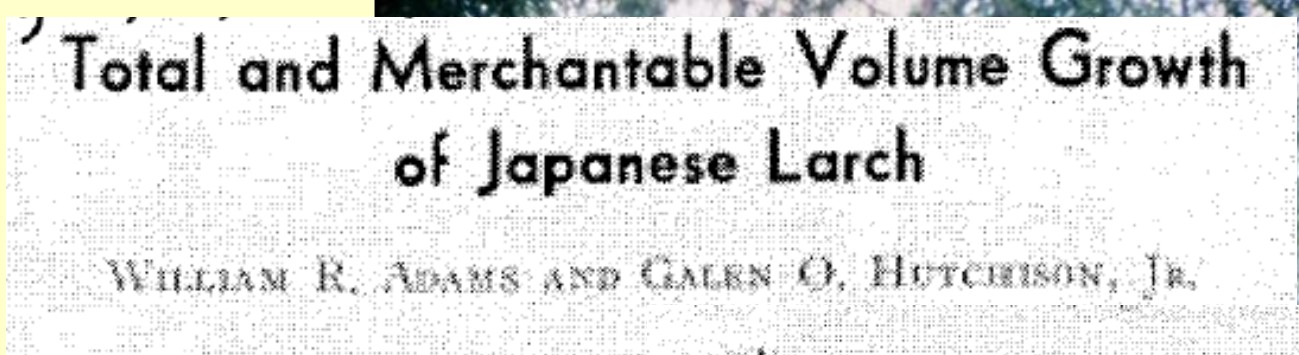 Total and Merchantable Volume Growth
of Japanese Larch
WILLIAM R. ADAMS AND GALEN O. HUTCHISON, JR.